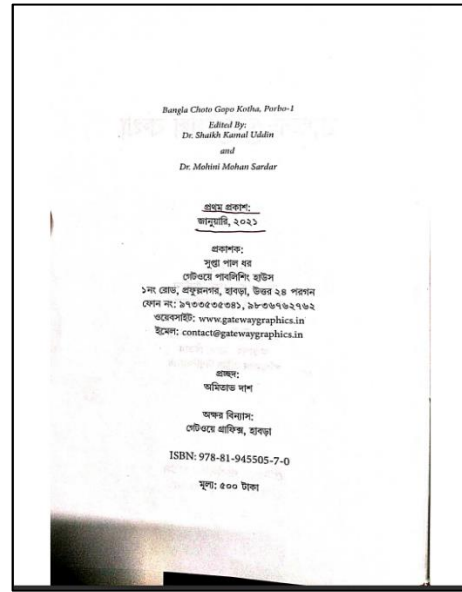 Bangla Choto Gopo Kotha, Porbo-1
Edited By:
Dr. Shaikh Kamal Uddin
and
Dr. Mohini Mohan Sardar
প্রথম প্রকাশ:
জানুয়ারি, ২০২১
প্রকাশক:
সুপ্তা পাল ধর
গেটওয়ে পাবলিশিং হাউস
১নং রোড, প্রফুল্লনগর, হাবড়া, উত্তর ২৪ পরগন
ফোন নং: ৯৭৩৩৫৩৫৩৪১, ৯৮৩৬৭৬২৭৬২
ওয়েবসাইট: www.gatewaygraphics.in
ইমেল: contact@gatewaygraphics.in
প্রচ্ছদ:
অমিতাভ দাশ
অক্ষর বিন্যাস:
গেটওয়ে গ্রাফিক্স, হাবড়া
ISBN: 978-81-945505-7-0
মূল্য: ৫০০ টাকা